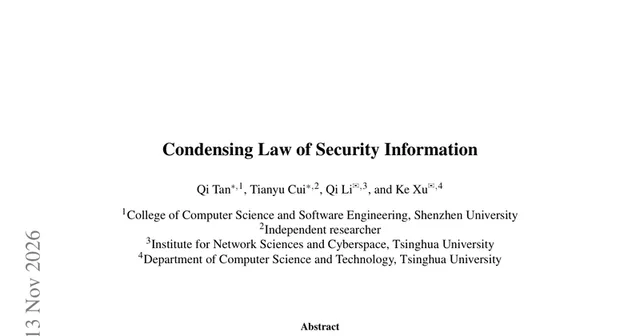 Condensing Law of Security Information
Qi Tan*,1, Tianyu Cui*,2, Qi Li✉,3, and Ke Xu✉,4
1College of Computer Science and Software Engineering, Shenzhen University
2Independent researcher
3Institute for Network Sciences and Cyberspace, Tsinghua University
4Department of Computer Science and Technology, Tsinghua University
13 Nov 2026
Abstract